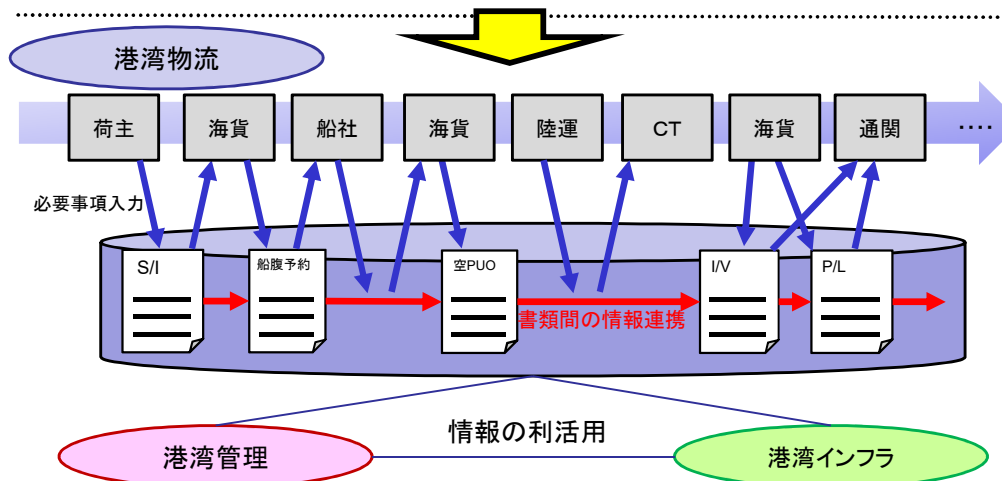 港湾物流
荷主
海貨
船社
海貨
陸運
CT
海貨
通関
‥‥
必要事項入力
S/I
船腹予約
空PUO
I/V
P/L
書類間の情報連携
情報の利活用
港湾管理
港湾インフラ